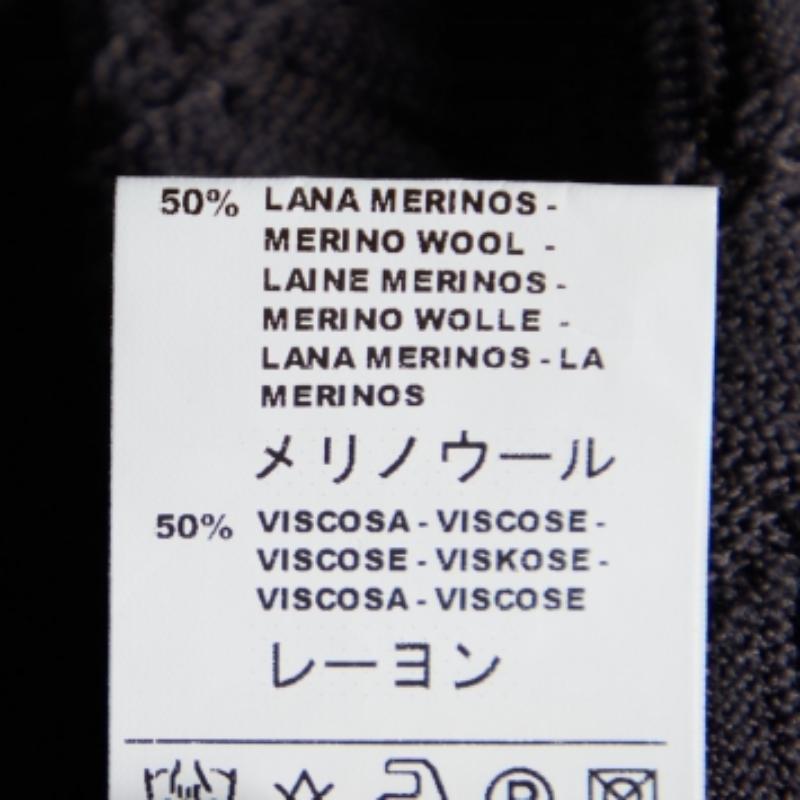 50% LANA MERINOS -
MERINO WOOL -
LAINE MERINOS -
MERINO WOLLE -
LANA MERINOS - LA
MERINOS
メリノウール
50% VISCOSA - VISCOSE -
VISCOSE - VISKOSE -
VISCOSA - VISCOSE
レーヨン
P